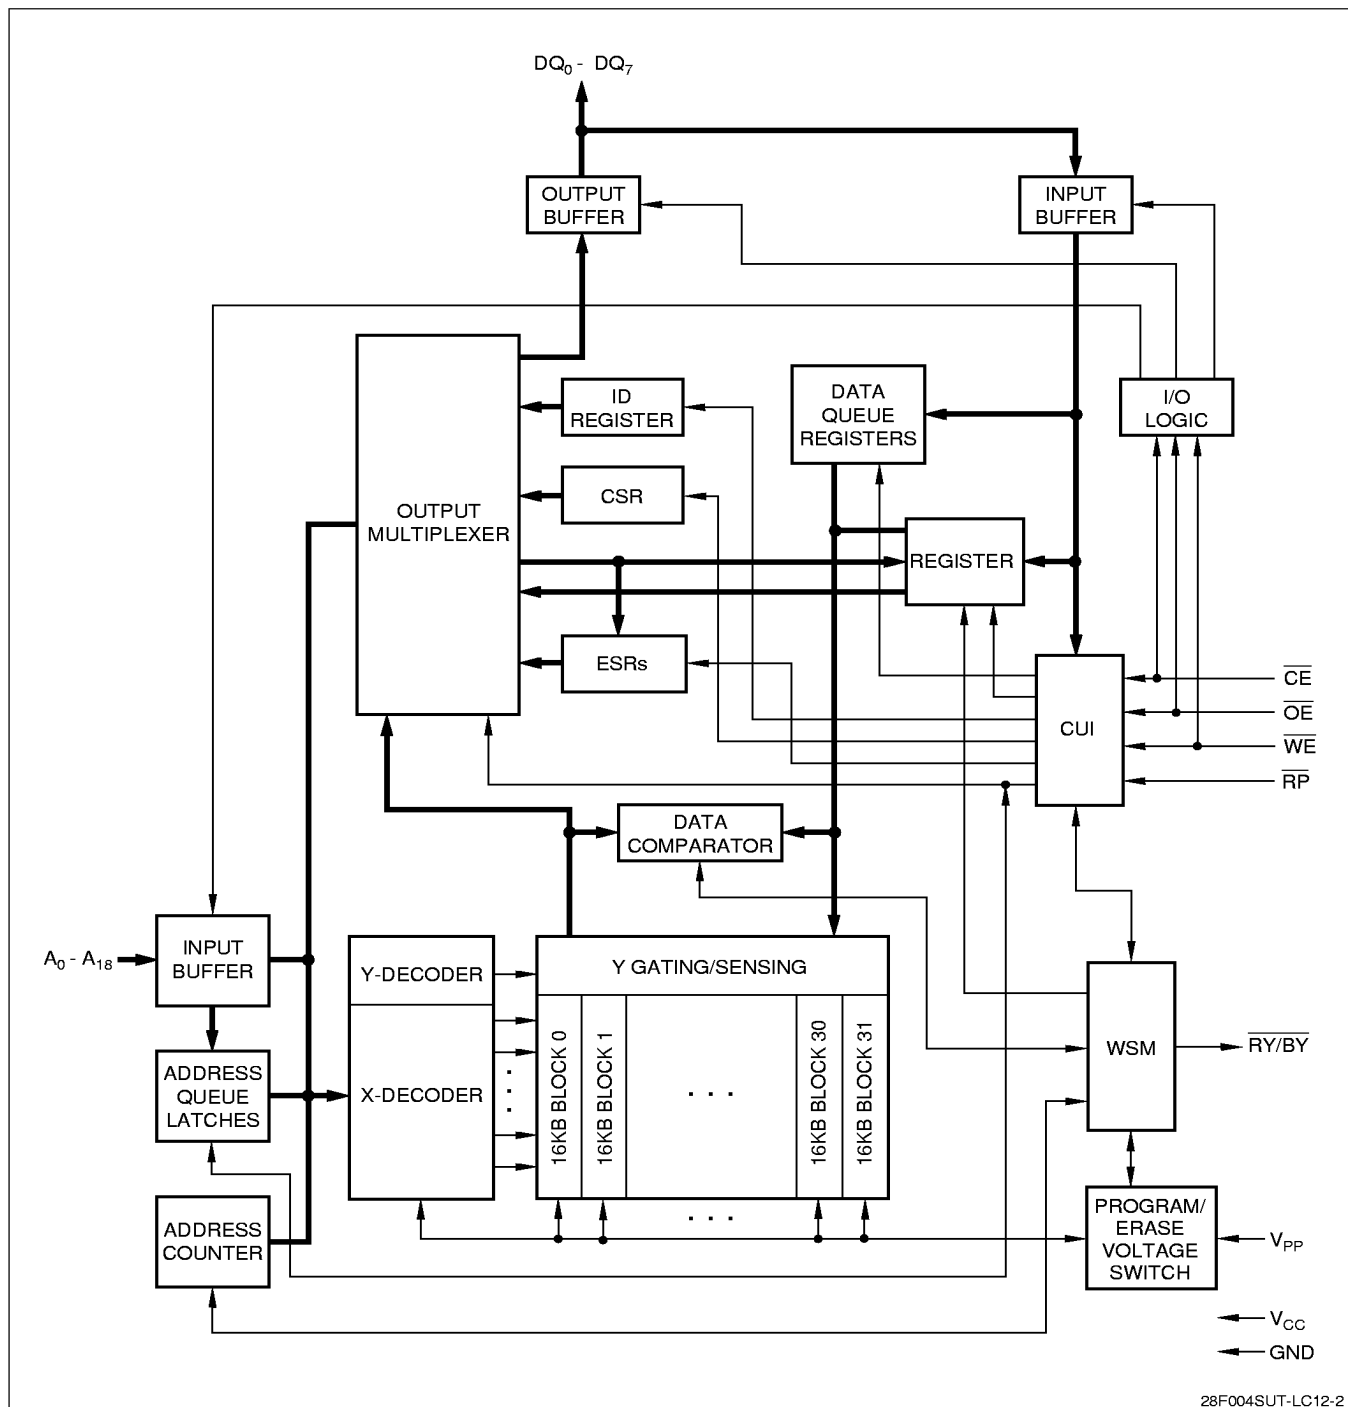 DQ0 - DQ7
OUTPUT
BUFFER
INPUT
BUFFER
OUTPUT
MULTIPLEXER
ID
REGISTER
DATA
QUEUE
REGISTERS
I/O
LOGIC
CSR
REGISTER
ESRs
CUI
CE
OE
WE
RP
DATA
COMPARATOR
A0 - A18
INPUT
BUFFER
Y-DECODER
Y GATING/SENSING
ADDRESS
QUEUE
LATCHES
X-DECODER
16KB BLOCK 0
16KB BLOCK 1
. . .
16KB BLOCK 30
16KB BLOCK 31
WSM
RY/BY
ADDRESS
COUNTER
. . .
PROGRAM/
ERASE
VOLTAGE
SWITCH
VPP
VCC
GND
28F004SUT-LC12-2